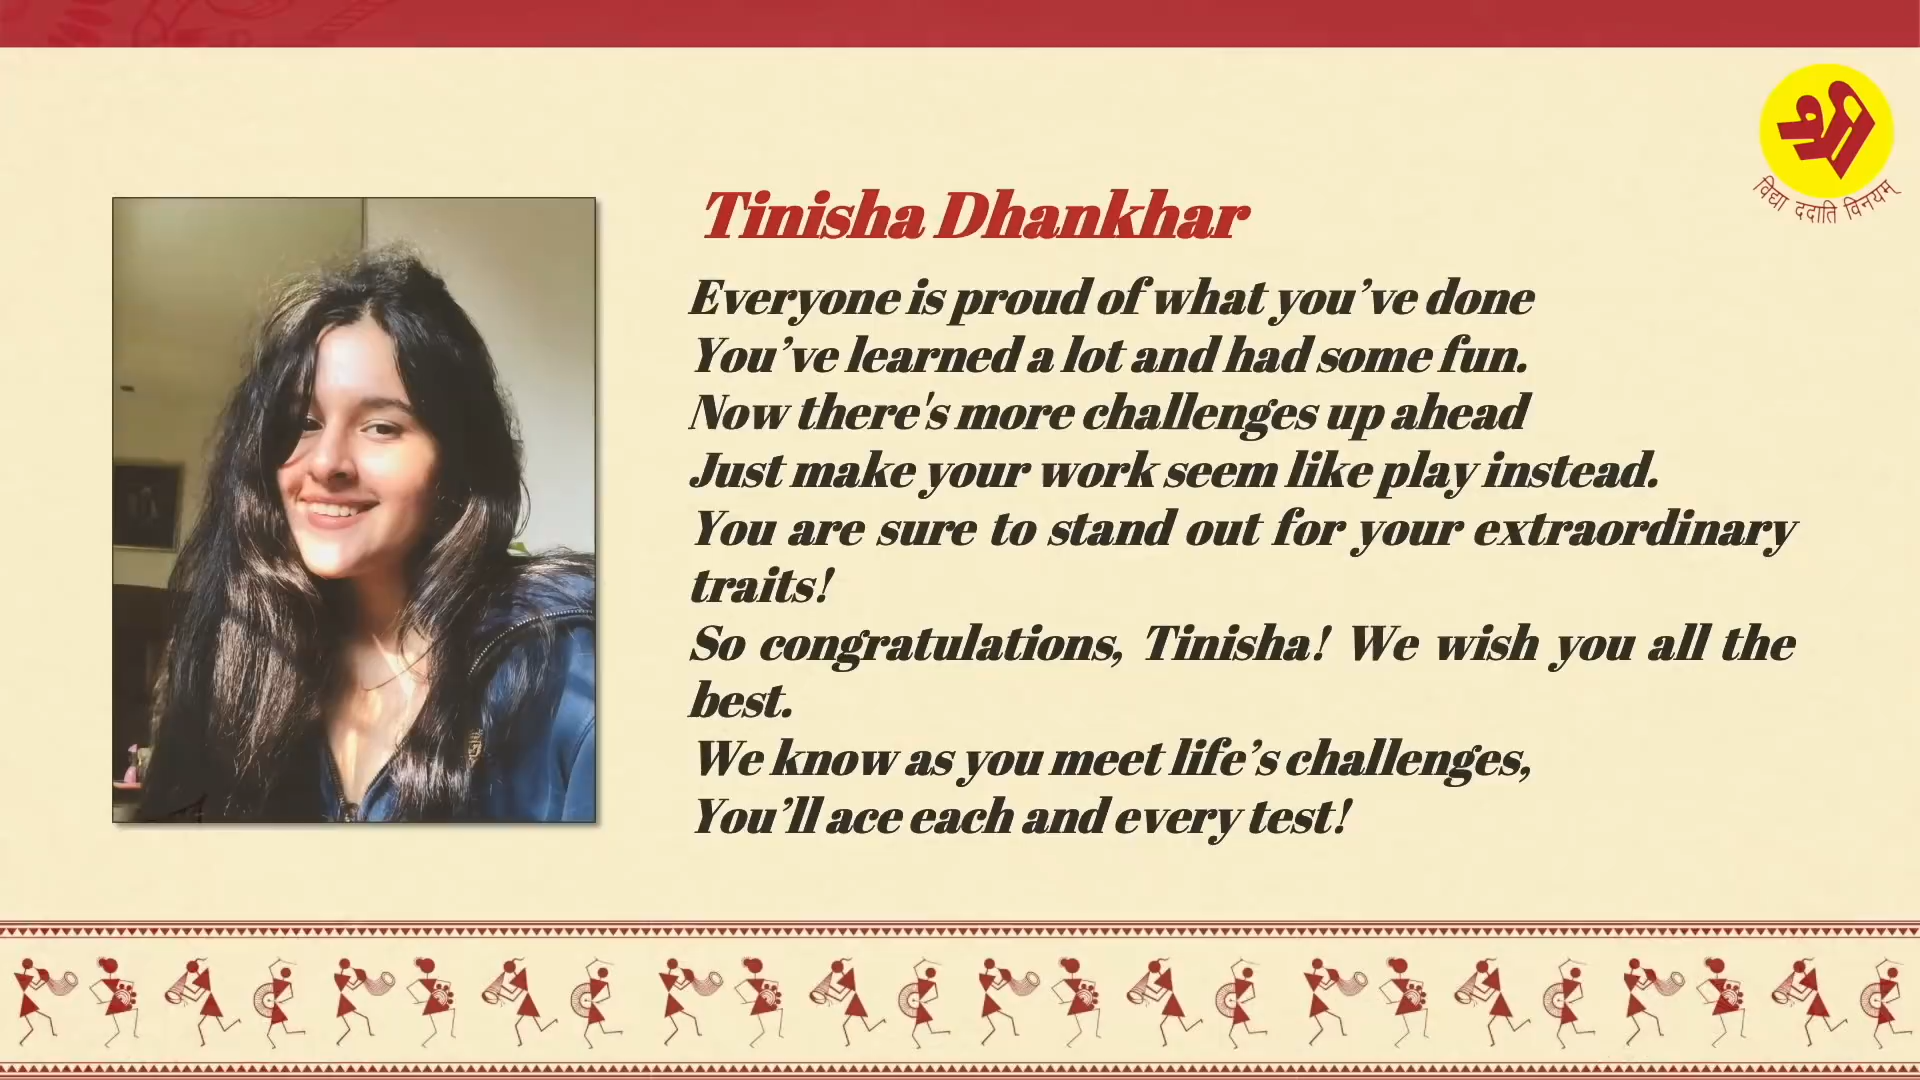 श्री
विद्या ददाति विनयम्
Tinisha Dhankhar
Everyone is proud of what you’ve done
You’ve learned a lot and had some fun.
Now there's more challenges up ahead
Just make your work seem like play instead.
You are sure to stand out for your extraordinary
traits!
So congratulations, Tinisha! We wish you all the
best.
We know as you meet life’s challenges,
You’ll ace each and every test!